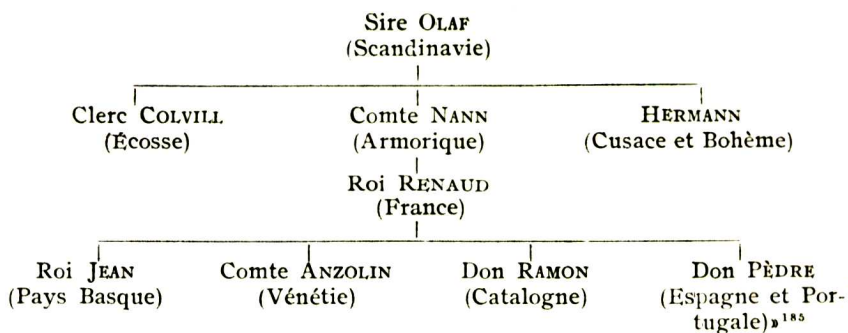 Sire OLAF
(Scandinavie)
Clerc COLVILL Comte NANN HERMANN
(Écosse) (Armorique) (Cusace et Bohème)
Roi RENAUD
(France)
Roi JEAN Comte ANZOLIN Don RAMON Don PÈDRE
(Pays Basque) (Vénétie) (Catalogne) (Espagne et Por-
tugale)» 185